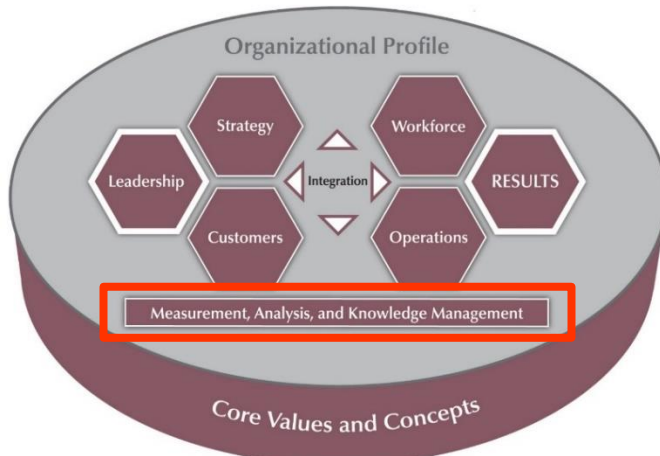 Organizational Profile
Strategy
Workforce
Leadership
Integration
RESULTS
Customers
Operations
Measurement, Analysis, and Knowledge Management
Core Values and Concepts